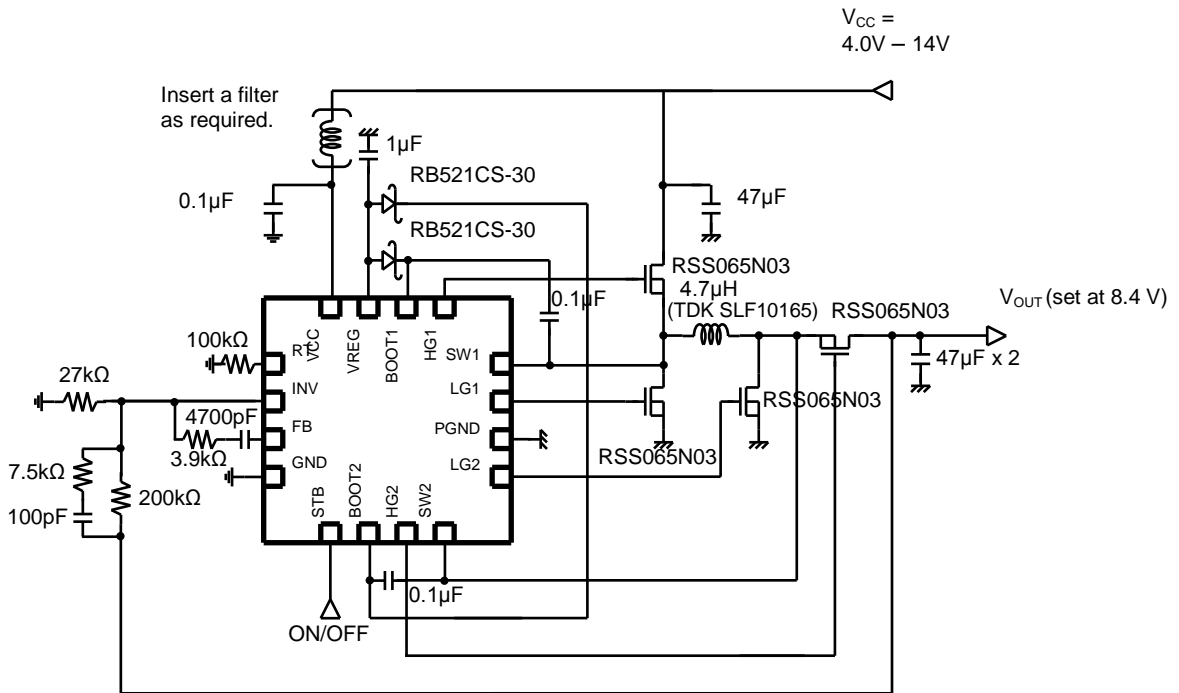 V_CC =
4.0V – 14V
Insert a filter
as required.
1µF
RB521CS-30
0.1µF
47µF
RB521CS-30
RSS065N03
4.7µH
(TDK SLF10165)
0.1µF
RSS065N03
V_OUT (set at 8.4 V)
47µF x 2
100kΩ
RT
VCC
VREG
BOOT1
HG1
SW1
27kΩ
INV
LG1
RSS065N03
4700pF
FB
PGND
3.9kΩ
RSS065N03
GND
LG2
7.5kΩ
200kΩ
100pF
STB
BOOT2
HG2
SW2
0.1µF
ON/OFF